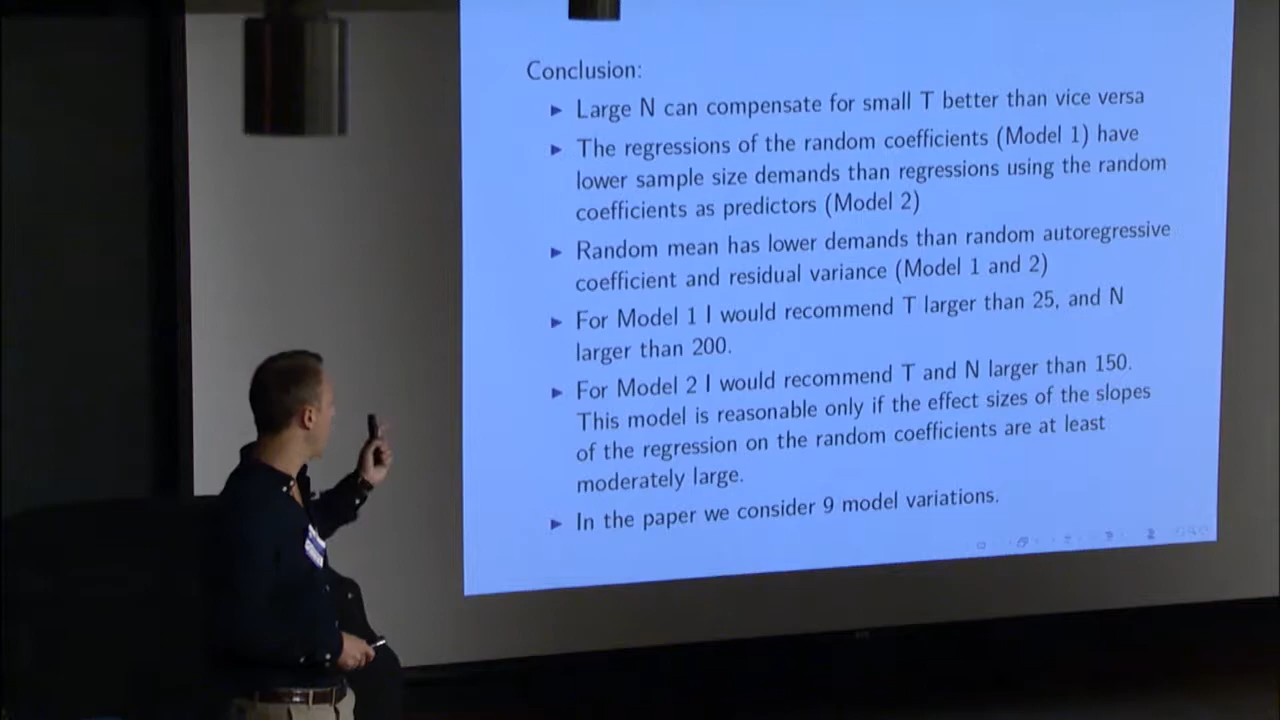 Conclusion:
► Large N can compensate for small T better than vice versa
► The regressions of the random coefficients (Model 1) have
lower sample size demands than regressions using the random
coefficients as predictors (Model 2)
► Random mean has lower demands than random autoregressive
coefficient and residual variance (Model 1 and 2)
► For Model 1 I would recommend T larger than 25, and N
larger than 200.
► For Model 2 I would recommend T and N larger than 150.
This model is reasonable only if the effect sizes of the slopes
of the regression on the random coefficients are at least
moderately large.
► In the paper we consider 9 model variations.